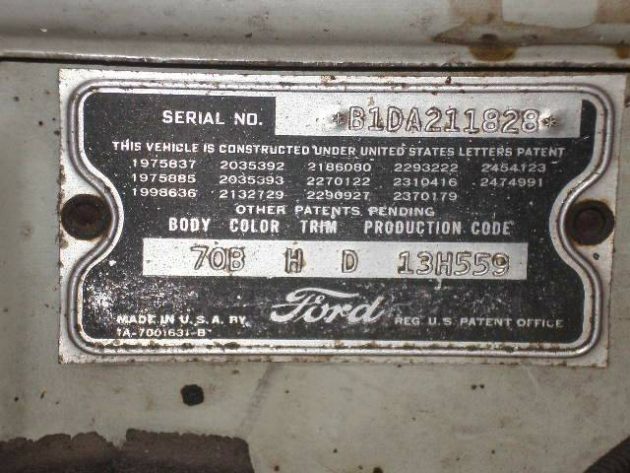 SERIAL NO. *B1DA211828*
THIS VEHICLE IS CONSTRUCTED UNDER UNITED STATES LETTERS PATENT
1975837 2035392 2186080 2293222 2454123
1975885 2035393 2270122 2310416 2474991
1998636 2132729 2290927 2370179
OTHER PATENTS PENDING
BODY COLOR TRIM PRODUCTION CODE
70B H D 13H559
MADE IN U.S.A. BY Ford REG. U.S. PATENT OFFICE
1A-7001631-B